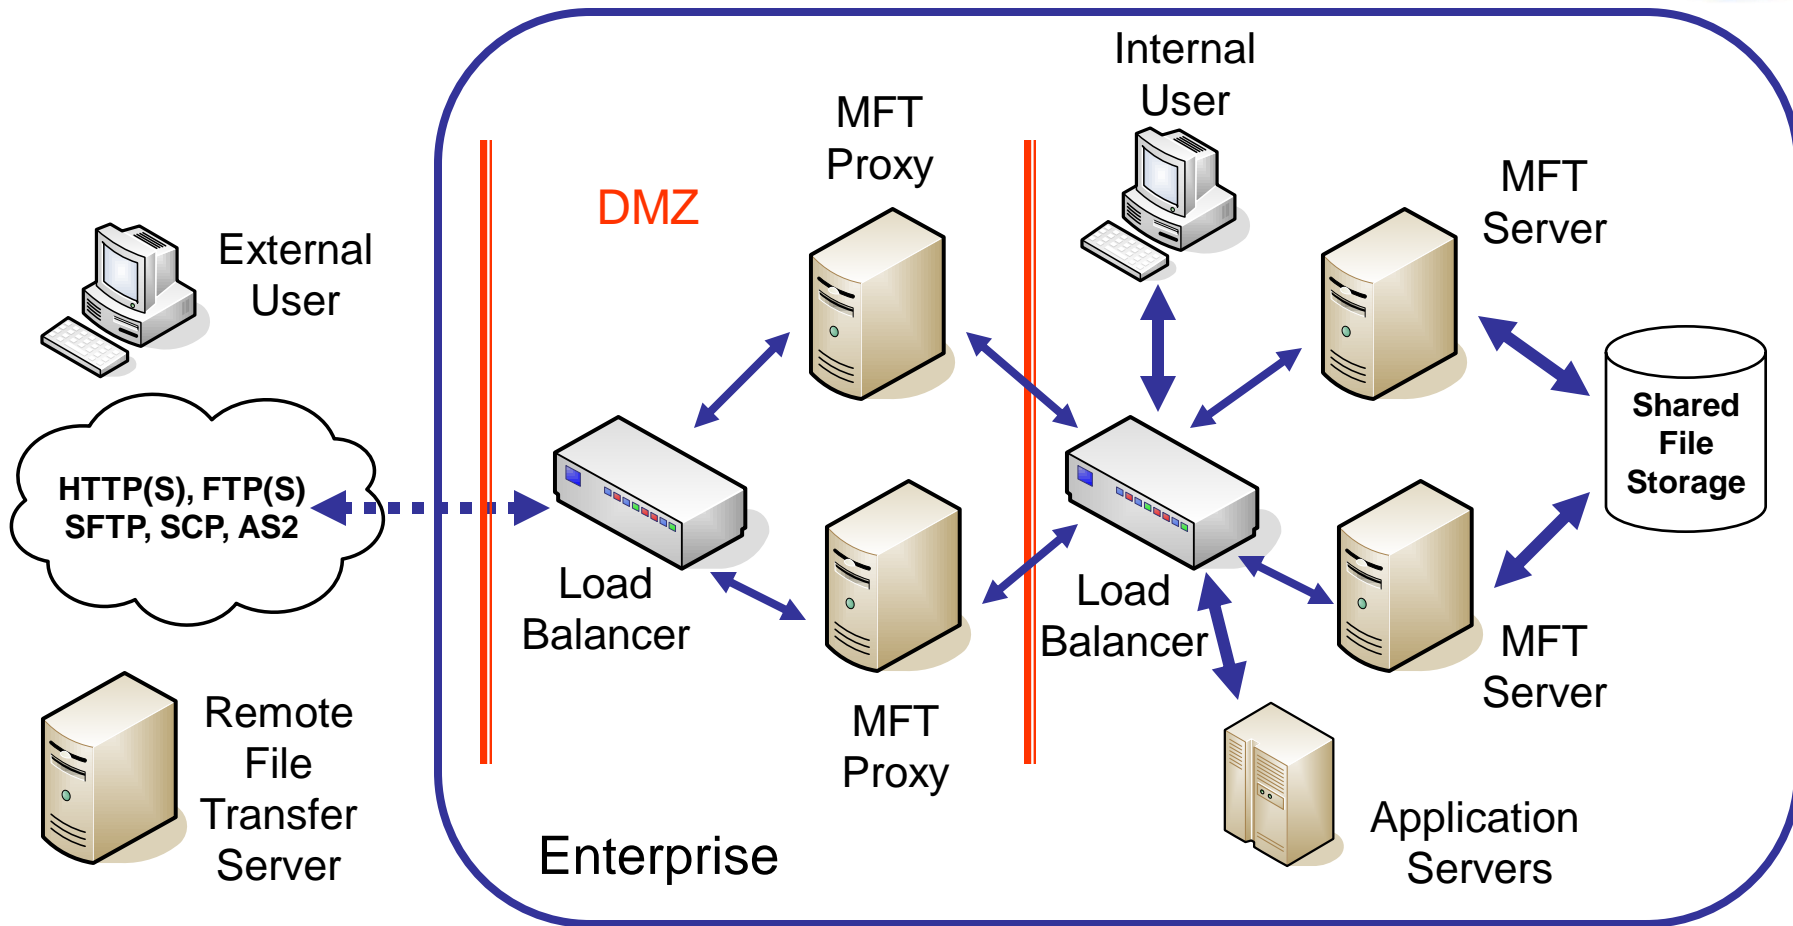 External
User
HTTP(S), FTP(S)
SFTP, SCP, AS2
Remote
File
Transfer
Server
DMZ
MFT
Proxy
Load
Balancer
MFT
Proxy
Enterprise
Internal
User
MFT
Server
Load
Balancer
Shared
File
Storage
MFT
Server
Application
Servers